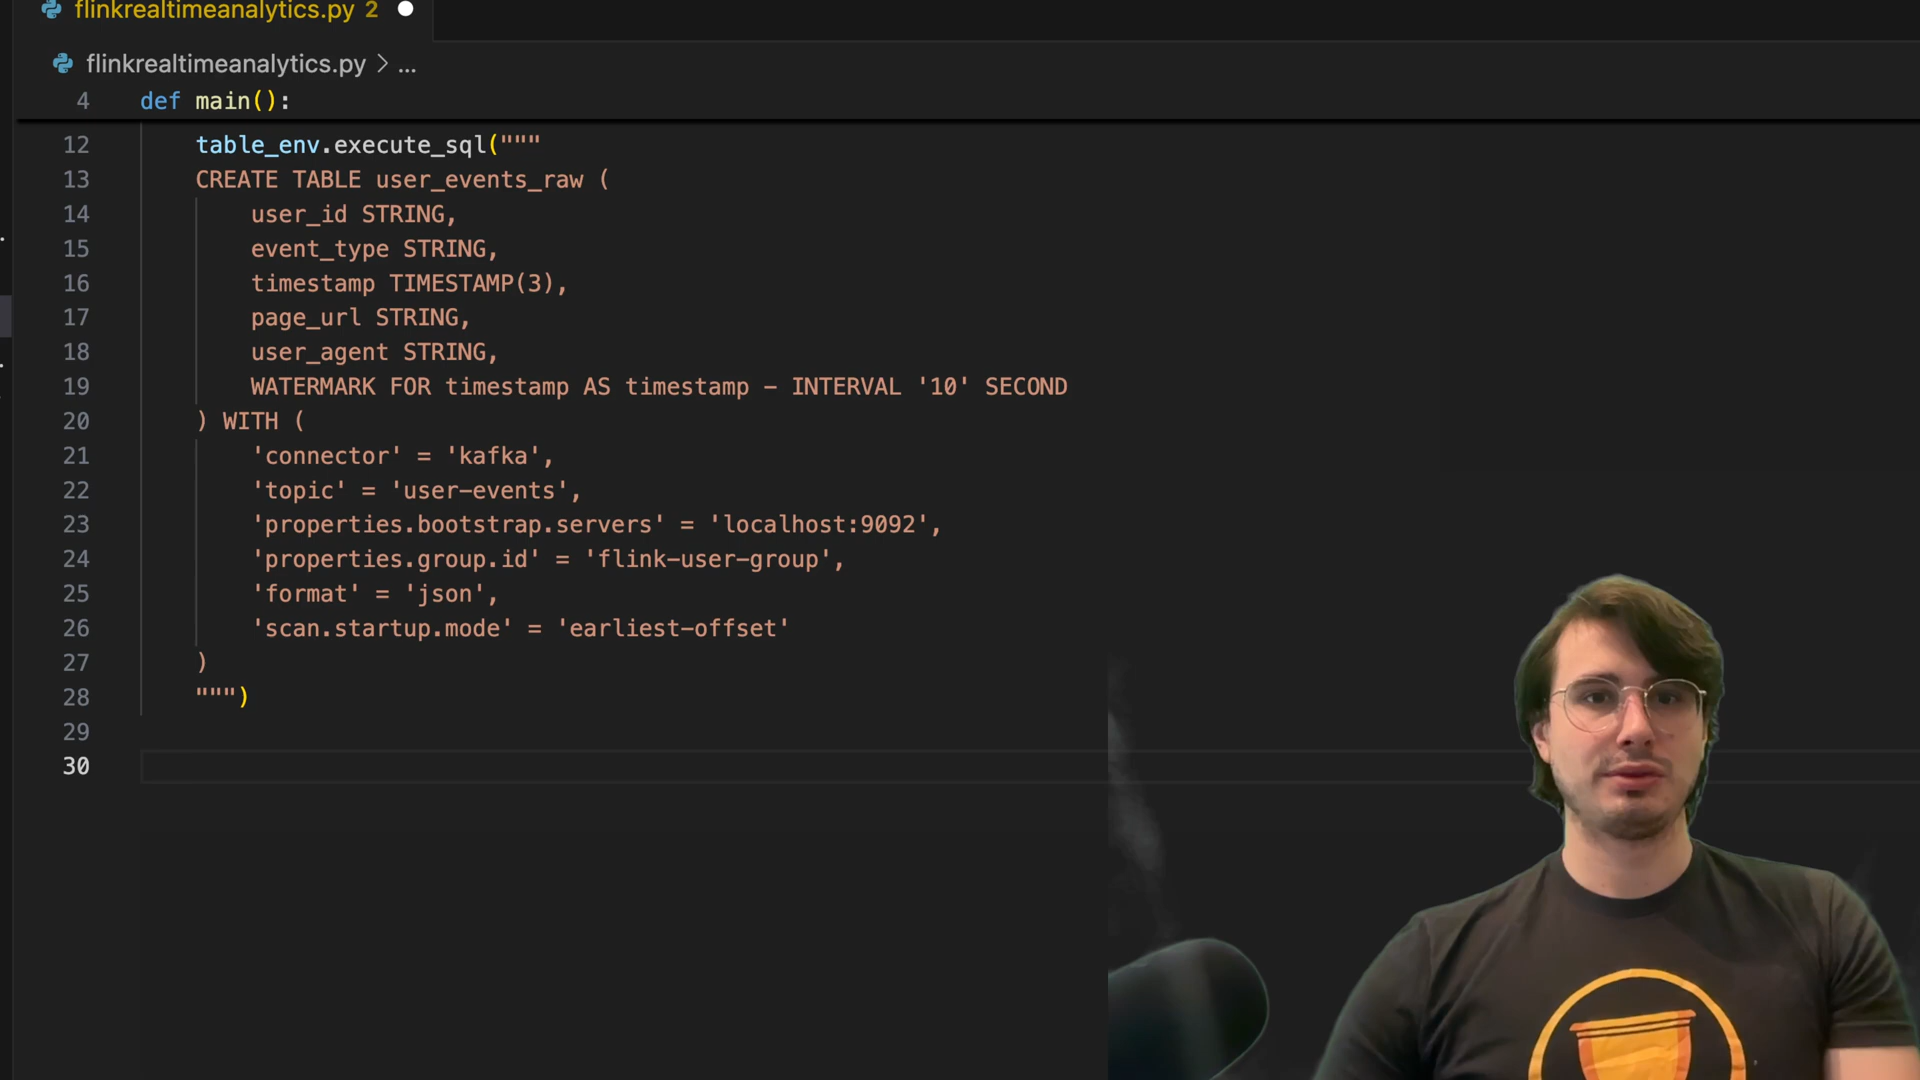 flinkrealtimeanalytics.py 2
flinkrealtimeanalytics.py > ...
4 def main():
12 table_env.execute_sql("""
13 CREATE TABLE user_events_raw (
14 user_id STRING,
15 event_type STRING,
16 timestamp TIMESTAMP(3),
17 page_url STRING,
18 user_agent STRING,
19 WATERMARK FOR timestamp AS timestamp - INTERVAL '10' SECOND
20 ) WITH (
21 'connector' = 'kafka',
22 'topic' = 'user-events',
23 'properties.bootstrap.servers' = 'localhost:9092',
24 'properties.group.id' = 'flink-user-group',
25 'format' = 'json',
26 'scan.startup.mode' = 'earliest-offset'
27 )
28 """)
29
30